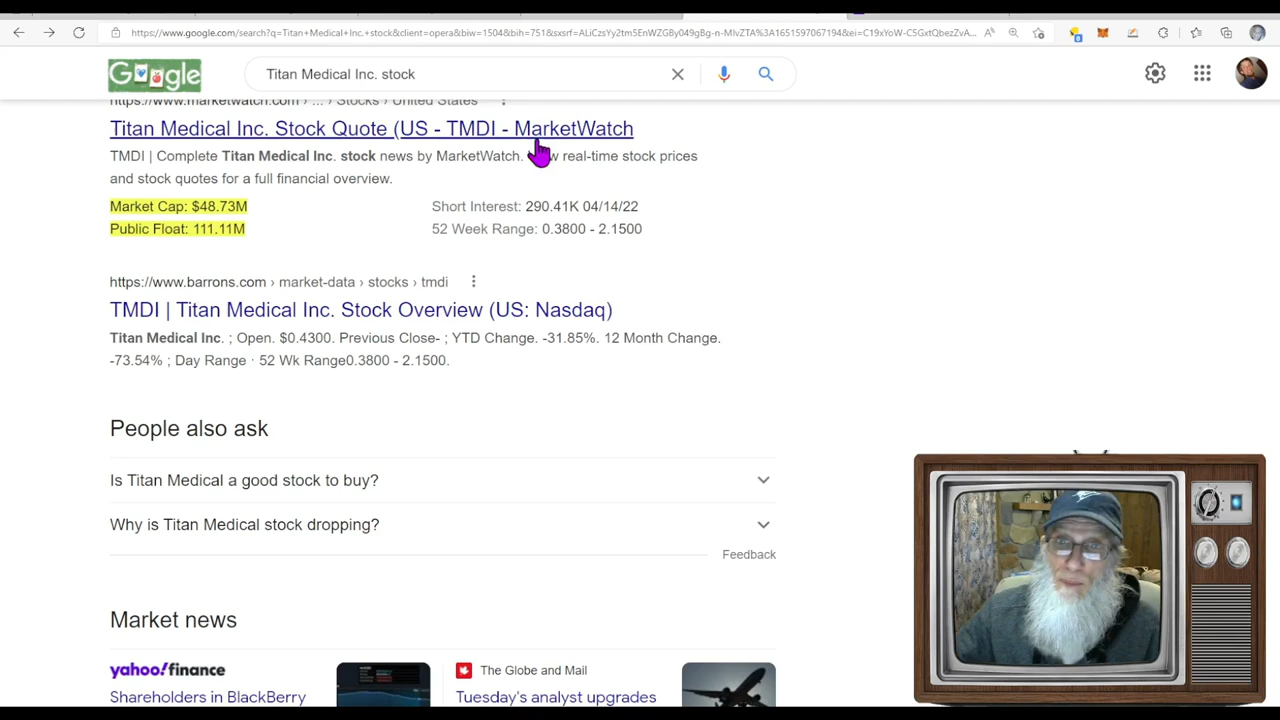 https://www.google.com/search?q=Titan+Medical+Inc.+stock&client=opera&biw=1504&bih=751&sxsrf=
Google
Titan Medical Inc. stock
https://www.marketwatch.com › ... › Stocks › United States
Titan Medical Inc. Stock Quote (US - TMDI - MarketWatch
TMDI | Complete Titan Medical Inc. stock news by MarketWatch. real-time stock prices
and stock quotes for a full financial overview.
Market Cap: $48.73M
Short Interest: 290.41K 04/14/22
Public Float: 111.11M
52 Week Range: 0.3800 - 2.1500
https://www.barrons.com › market-data › stocks › tmdi
TMDI | Titan Medical Inc. Stock Overview (US: Nasdaq)
Titan Medical Inc. ; Open. $0.4300. Previous Close- ; YTD Change. -31.85%. 12 Month Change.
-73.54% ; Day Range · 52 Wk Range0.3800 - 2.1500.
People also ask
Is Titan Medical a good stock to buy?
Why is Titan Medical stock dropping?
Feedback
Market news
yahoo!finance
Shareholders in BlackBerry
The Globe and Mail
Tuesday's analyst upgrades